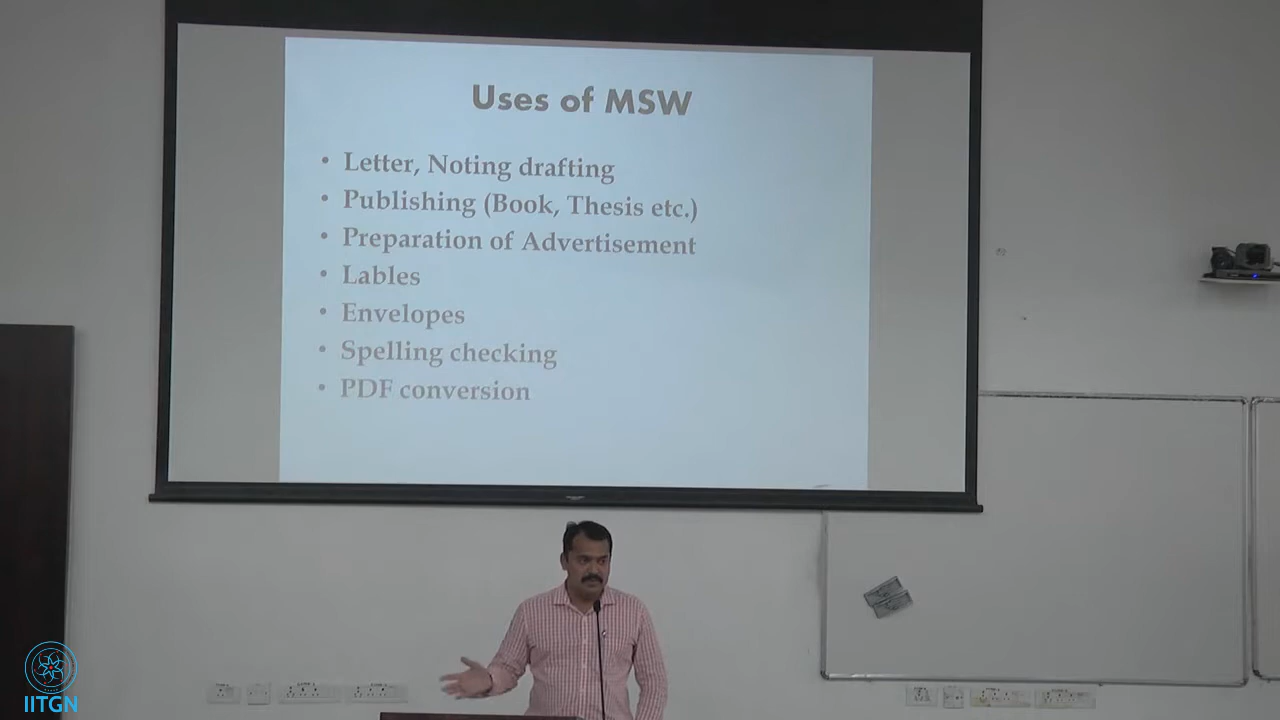 Uses of MSW
• Letter, Noting drafting
• Publishing (Book, Thesis etc.)
• Preparation of Advertisement
• Lables
• Envelopes
• Spelling checking
• PDF conversion
IITGN